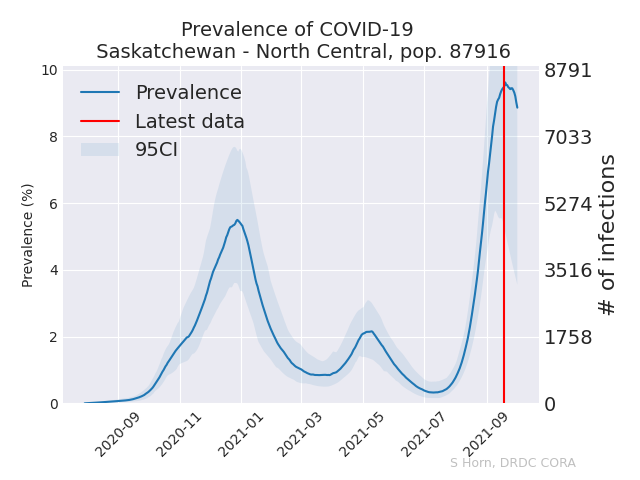 Prevalence of COVID-19
Saskatchewan - North Central, pop. 87916
Prevalence
Latest data
95CI
Prevalence (%)
10
8
6
4
2
0
8791
7033
5274
3516
1758
0
# of infections
2020-09
2020-11
2021-01
2021-03
2021-05
2021-07
2021-09
S Horn, DRDC CORA